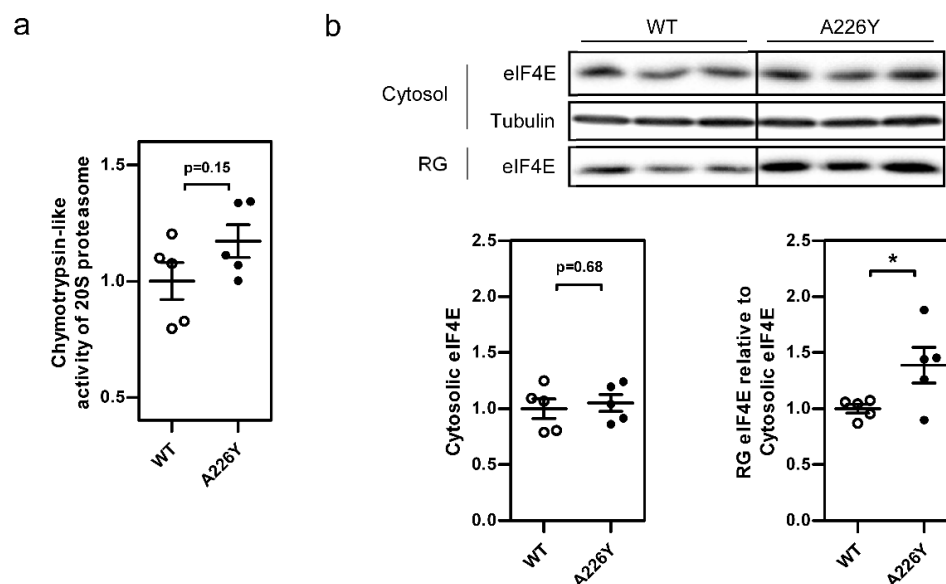 a
Chymotrypsin-like
activity of 20S proteasome
1.5
1.0
0.5
p=0.15
WT
A226Y
b
WT
A226Y
Cytosol
eIF4E
Tubulin
RG
eIF4E
Cytosolic eIF4E
2.5
2.0
1.5
1.0
0.5
0.0
p=0.68
WT
A226Y
RG eIF4E relative to
Cytosolic eIF4E
2.5
2.0
1.5
1.0
0.5
0.0
*
WT
A226Y